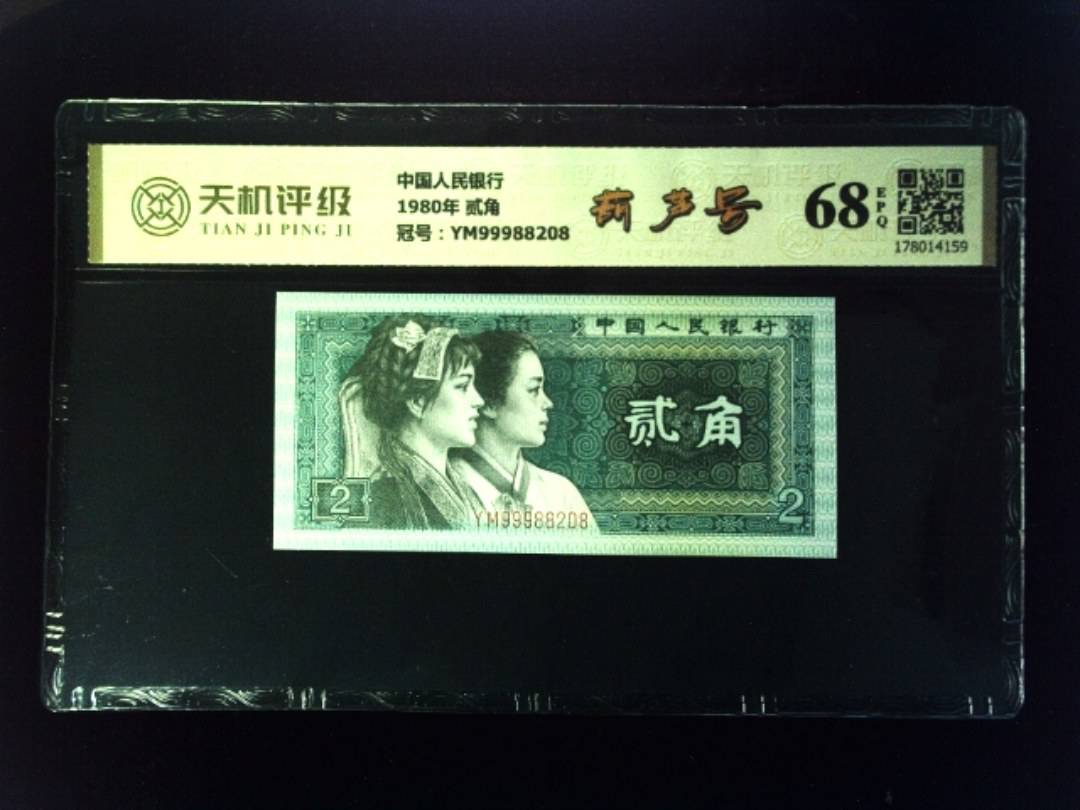 天机评级
TIAN JI PING JI
中国人民银行
1980年 贰角
冠号：YM99988208
葫芦号
68
EPQ
178014159
中国人民银行
贰角
2
2
YM99988208